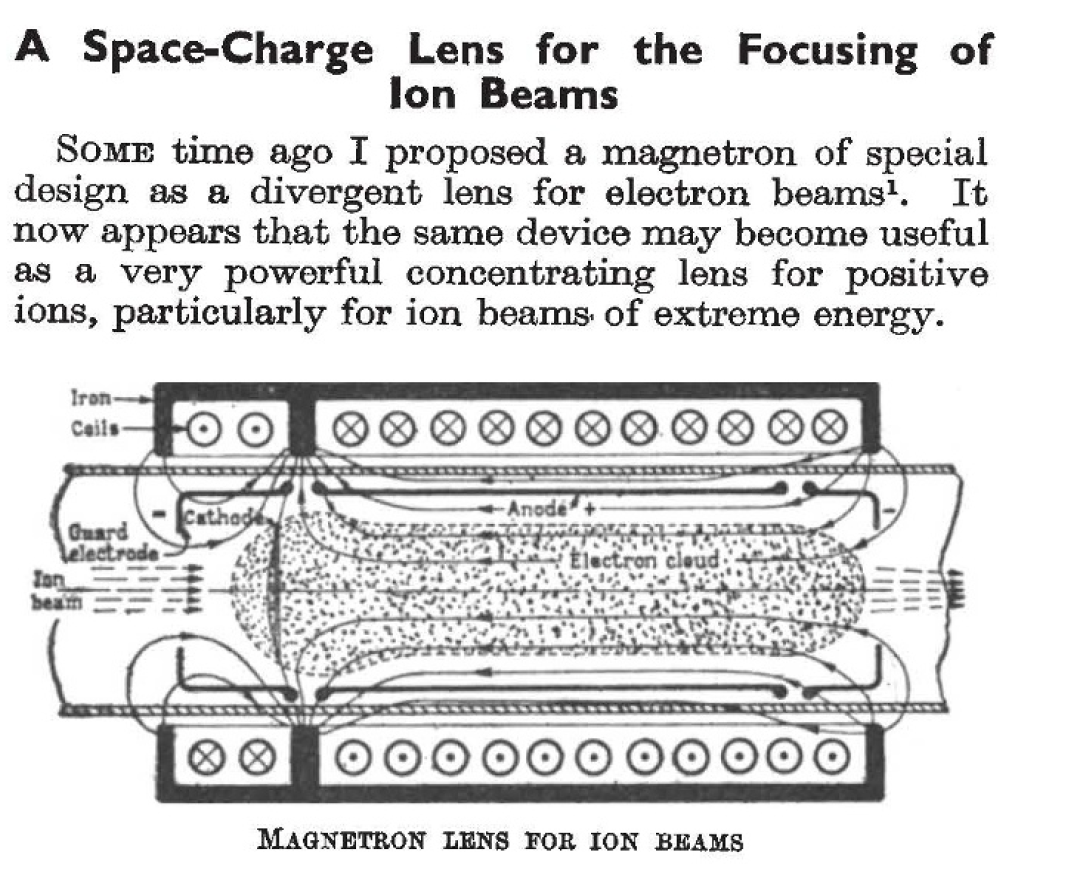 A Space-Charge Lens for the Focusing of
Ion Beams
SOME time ago I proposed a magnetron of special
design as a divergent lens for electron beams¹. It
now appears that the same device may become useful
as a very powerful concentrating lens for positive
ions, particularly for ion beams of extreme energy.
Iron
Coils
Anode +
-
Cathode
-
Guard
electrode
Electron cloud
Ion
beam
MAGNETRON LENS FOR ION BEAMS